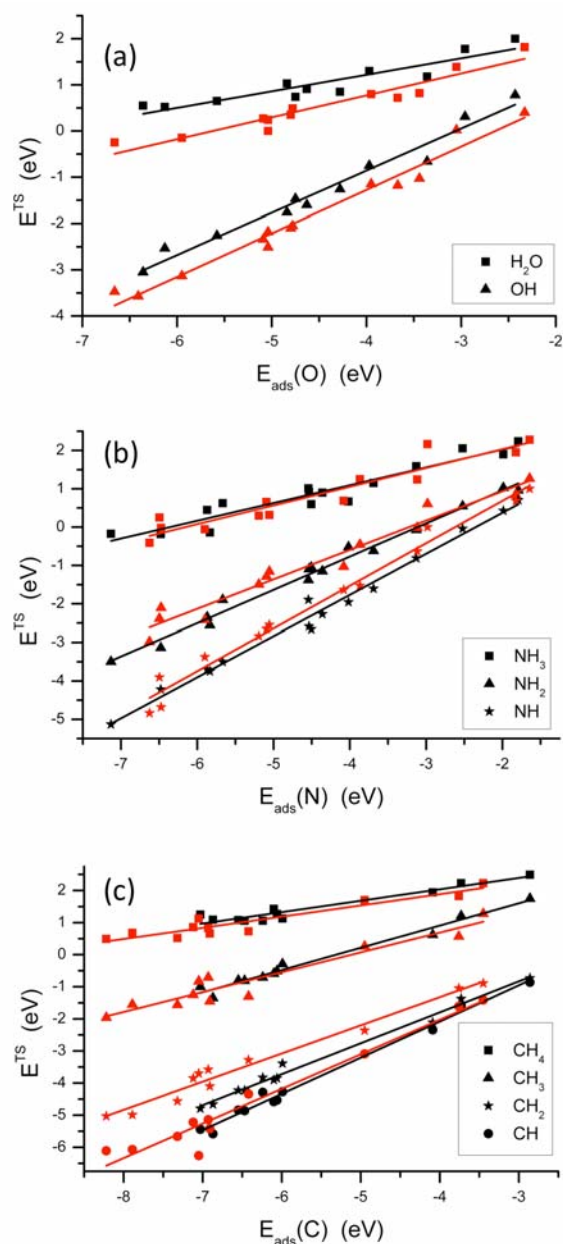 (a)
2
1
0
-1
-2
-3
-4
E^TS (eV)
H₂O
OH
-7 -6 -5 -4 -3 -2
E_ads(O) (eV)
(b)
2
1
0
-1
-2
-3
-4
-5
E^TS (eV)
NH₃
NH₂
NH
-7 -6 -5 -4 -3 -2
E_ads(N) (eV)
(c)
2
1
0
-1
-2
-3
-4
-5
-6
E^TS (eV)
CH₄
CH₃
CH₂
CH
-8 -7 -6 -5 -4 -3
E_ads(C) (eV)